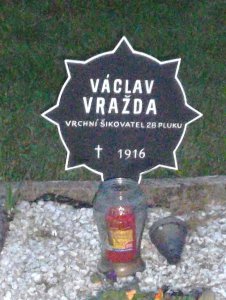 VÁCLAV
VRAŽDA
VRCHNÍ ŠIKOVATEL 28 PLUKU
† 1916